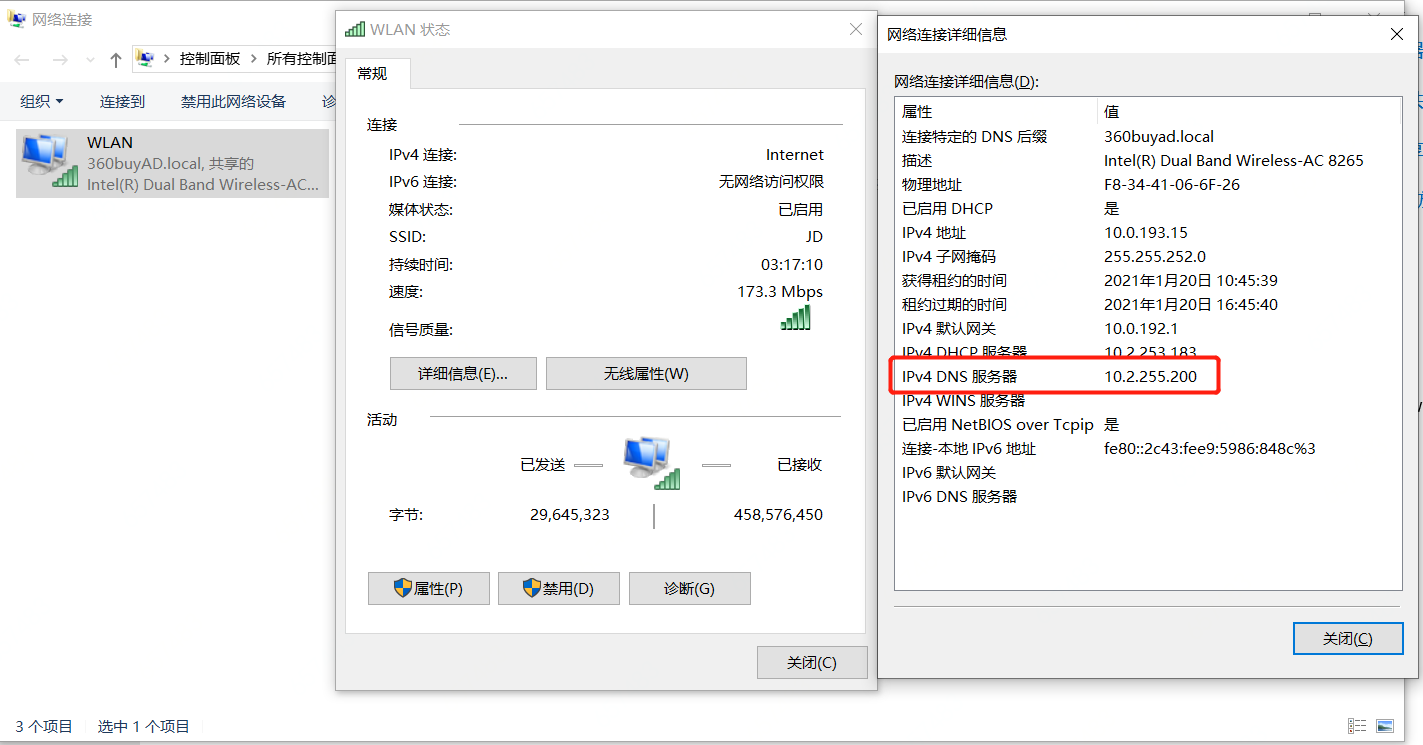 网络连接
控制面板
所有控制面
组织
连接到
禁用此网络设备
诊
WLAN
360buyAD.local, 共享的
Intel(R) Dual Band Wireless-AC...
3 个项目
选中 1 个项目
WLAN 状态
常规
连接
IPv4 连接: Internet
IPv6 连接: 无网络访问权限
媒体状态: 已启用
SSID: JD
持续时间: 03:17:10
速度: 173.3 Mbps
信号质量:
详细信息(E)... 无线属性(W)
活动
已发送 已接收
字节: 29,645,323 458,576,450
属性(P) 禁用(D) 诊断(G)
关闭(C)
网络连接详细信息
网络连接详细信息(D):
属性 值
连接特定的 DNS 后缀 360buyad.local
描述 Intel(R) Dual Band Wireless-AC 8265
物理地址 F8-34-41-06-6F-26
已启用 DHCP 是
IPv4 地址 10.0.193.15
IPv4 子网掩码 255.255.252.0
获得租约的时间 2021年1月20日 10:45:39
租约过期的时间 2021年1月20日 16:45:40
IPv4 默认网关 10.0.192.1
IPv4 DHCP 服务器 10.2.253.183
IPv4 DNS 服务器 10.2.255.200
IPv4 WINS 服务器
已启用 NetBIOS over Tcpip 是
连接-本地 IPv6 地址 fe80::2c43:fee9:5986:848c%3
IPv6 默认网关
IPv6 DNS 服务器
关闭(C)